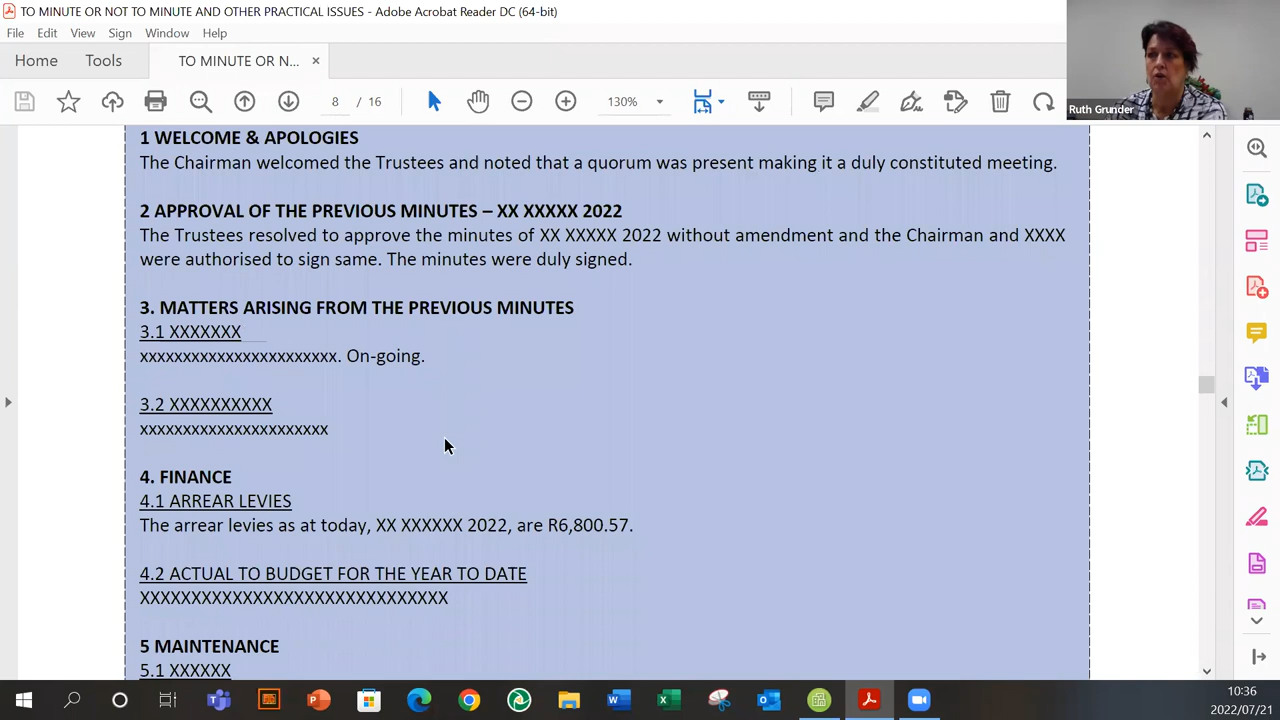 TO MINUTE OR NOT TO MINUTE AND OTHER PRACTICAL ISSUES - Adobe Acrobat Reader DC (64-bit)
File Edit View Sign Window Help
Home Tools TO MINUTE OR N... ×
8 / 16 130%
Ruth Grunder
1 WELCOME & APOLOGIES
The Chairman welcomed the Trustees and noted that a quorum was present making it a duly constituted meeting.
2 APPROVAL OF THE PREVIOUS MINUTES – XX XXXXX 2022
The Trustees resolved to approve the minutes of XX XXXXX 2022 without amendment and the Chairman and XXXX
were authorised to sign same. The minutes were duly signed.
3. MATTERS ARISING FROM THE PREVIOUS MINUTES
3.1 XXXXXXX
xxxxxxxxxxxxxxxxxxxxxxx. On-going.
3.2 XXXXXXXXXX
xxxxxxxxxxxxxxxxxxxxxx
4. FINANCE
4.1 ARREAR LEVIES
The arrear levies as at today, XX XXXXXX 2022, are R6,800.57.
4.2 ACTUAL TO BUDGET FOR THE YEAR TO DATE
XXXXXXXXXXXXXXXXXXXXXXXXXXXXXX
5 MAINTENANCE
5.1 XXXXXX
10:36
2022/07/21